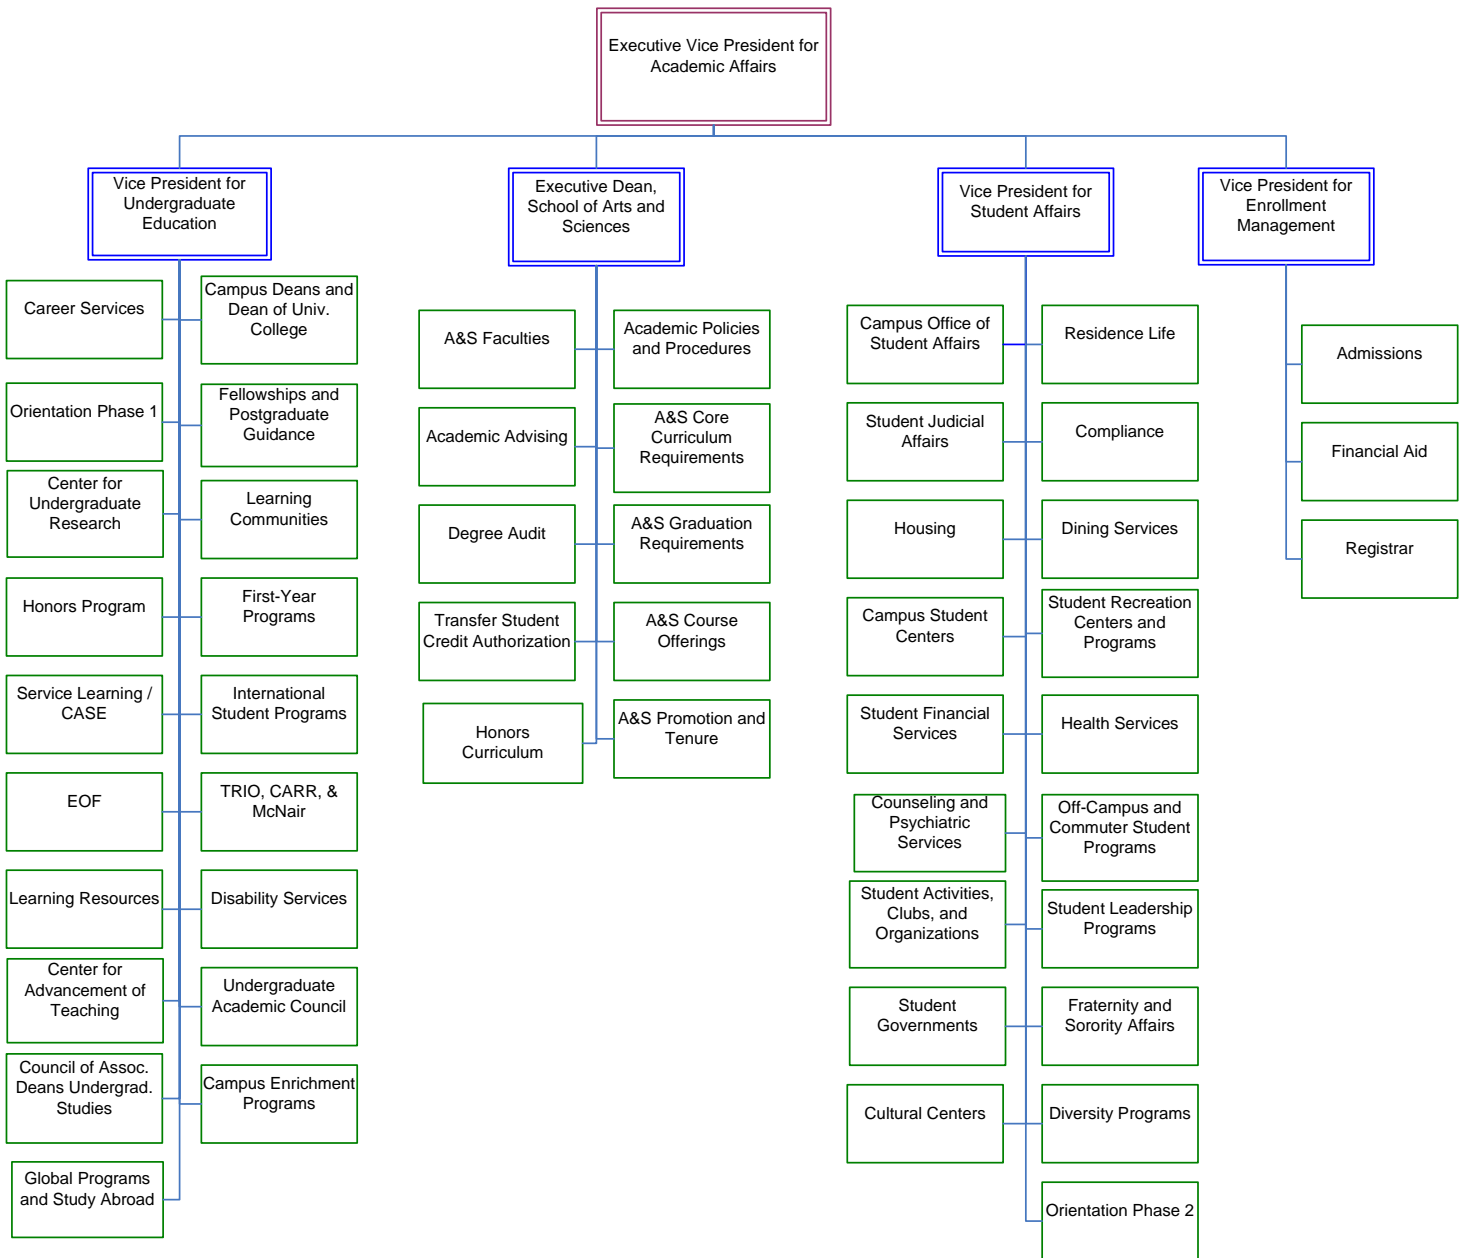 Executive Vice President for
Academic Affairs
Vice President for
Undergraduate
Education
Executive Dean,
School of Arts and
Sciences
Vice President for
Student Affairs
Vice President for
Enrollment
Management
Career Services
Campus Deans and
Dean of Univ.
College
Orientation Phase 1
Fellowships and
Postgraduate
Guidance
Center for
Undergraduate
Research
Learning
Communities
Honors Program
First-Year
Programs
Service Learning /
CASE
International
Student Programs
EOF
TRIO, CARR, &
McNair
Learning Resources
Disability Services
Center for
Advancement of
Teaching
Undergraduate
Academic Council
Council of Assoc.
Deans Undergrad.
Studies
Campus Enrichment
Programs
Global Programs
and Study Abroad
A&S Faculties
Academic Policies
and Procedures
Academic Advising
A&S Core
Curriculum
Requirements
Degree Audit
A&S Graduation
Requirements
Transfer Student
Credit Authorization
A&S Course
Offerings
Honors
Curriculum
A&S Promotion and
Tenure
Campus Office of
Student Affairs
Residence Life
Student Judicial
Affairs
Compliance
Housing
Dining Services
Campus Student
Centers
Student Recreation
Centers and
Programs
Student Financial
Services
Health Services
Counseling and
Psychiatric
Services
Off-Campus and
Commuter Student
Programs
Student Activities,
Clubs, and
Organizations
Student Leadership
Programs
Student
Governments
Fraternity and
Sorority Affairs
Cultural Centers
Diversity Programs
Orientation Phase 2
Admissions
Financial Aid
Registrar